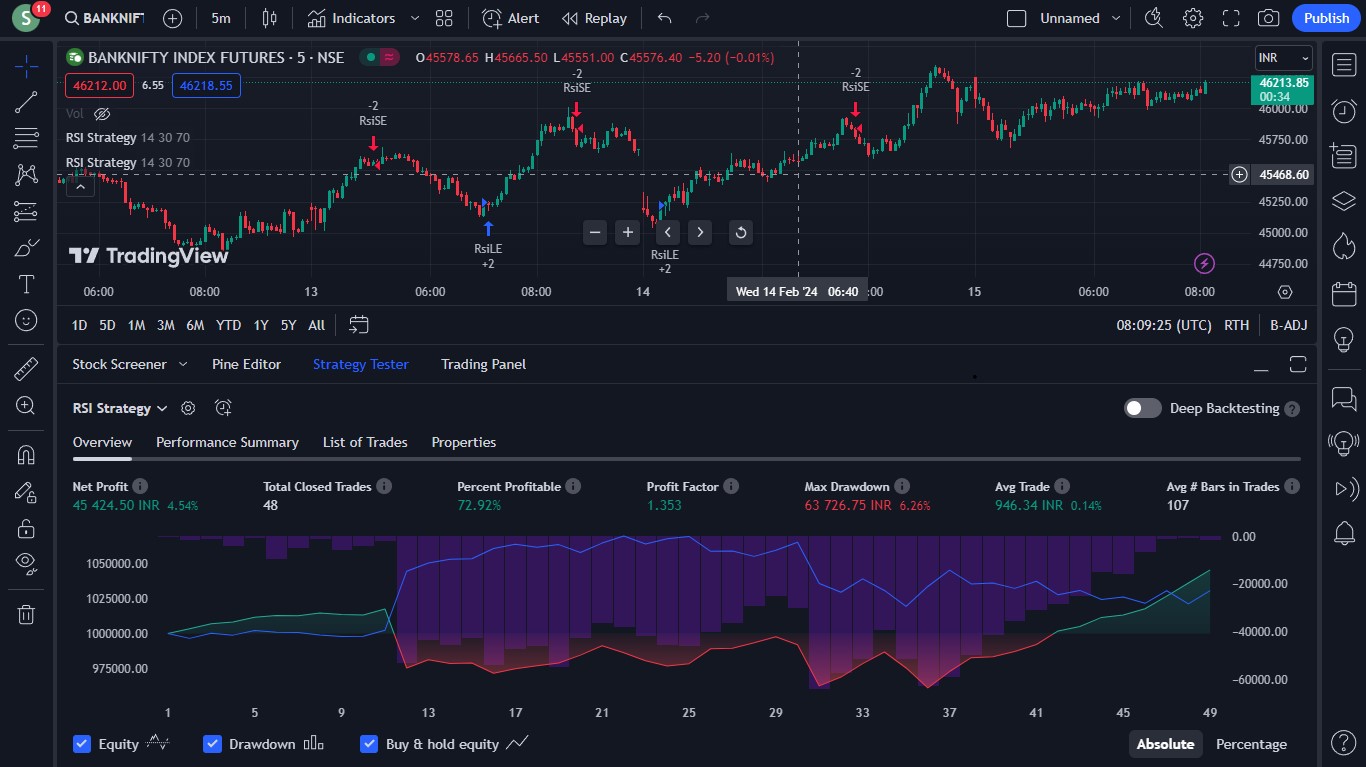 S
11
BANKNIFT
5m
Indicators
Alert
Replay
Unnamed
Publish
BANKNIFTY INDEX FUTURES · 5 · NSE
O45578.65 H45665.50 L45551.00 C45576.40 −5.20 (−0.01%)
INR
46212.00
6.55
46218.55
46213.85
00:34
Vol
RSI Strategy 14 30 70
RSI Strategy 14 30 70
-2
RsiSE
-2
RsiSE
-2
RsiSE
RsiLE
+2
RsiLE
+2
46000.00
45750.00
45468.60
45250.00
45000.00
44750.00
TradingView
06:00
08:00
13
06:00
08:00
14
Wed 14 Feb '24 06:40
:00
15
06:00
08:00
1D 5D 1M 3M 6M YTD 1Y 5Y All
08:09:25 (UTC) RTH B-ADJ
Stock Screener
Pine Editor
Strategy Tester
Trading Panel
RSI Strategy
Deep Backtesting
Overview
Performance Summary
List of Trades
Properties
Net Profit
45 424.50 INR 4.54%
Total Closed Trades
48
Percent Profitable
72.92%
Profit Factor
1.353
Max Drawdown
63 726.75 INR 6.26%
Avg Trade
946.34 INR 0.14%
Avg # Bars in Trades
107
1050000.00
1025000.00
1000000.00
975000.00
0.00
−20000.00
−40000.00
−60000.00
1 5 9 13 17 21 25 29 33 37 41 45 49
Equity
Drawdown
Buy & hold equity
Absolute
Percentage